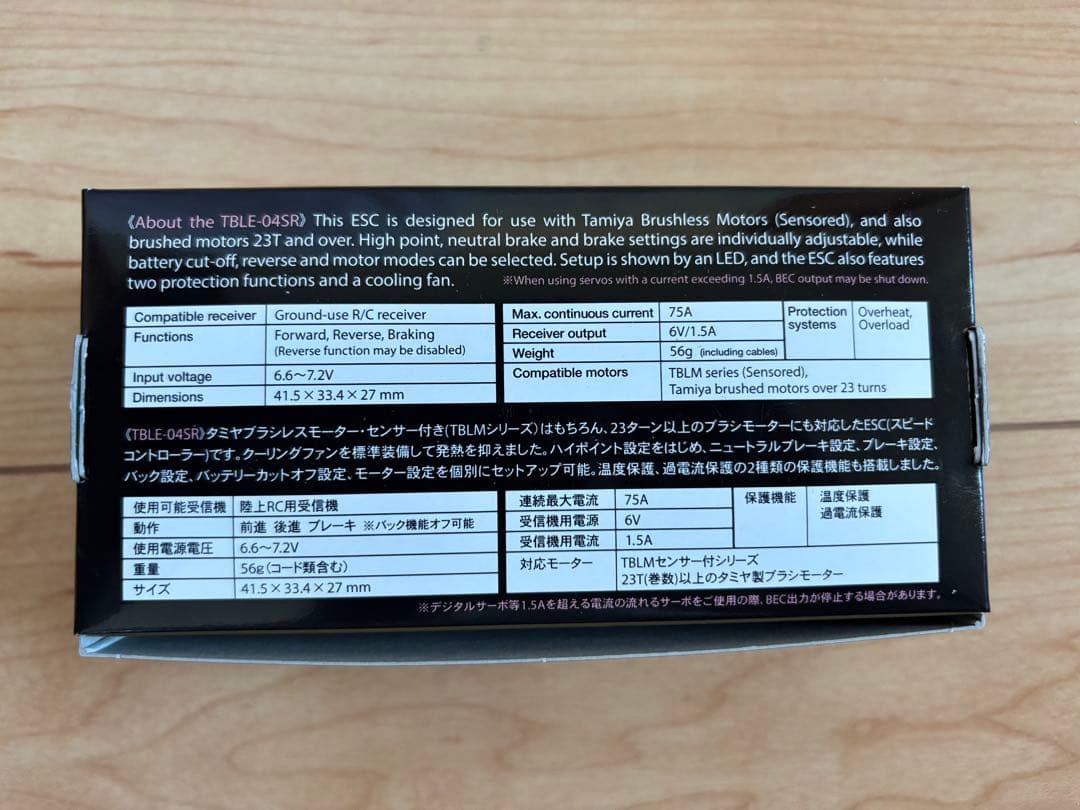 《About the TBLE-04SR》 This ESC is designed for use with Tamiya Brushless Motors (Sensored), and also
brushed motors 23T and over. High point, neutral brake and brake settings are individually adjustable, while
battery cut-off, reverse and motor modes can be selected. Setup is shown by an LED, and the ESC also features
two protection functions and a cooling fan.
※When using servos with a current exceeding 1.5A, BEC output may be shut down.
Compatible receiver Ground-use R/C receiver
Functions Forward, Reverse, Braking
(Reverse function may be disabled)
Input voltage 6.6～7.2V
Dimensions 41.5×33.4×27 mm
Max. continuous current 75A
Receiver output 6V/1.5A
Weight 56g (including cables)
Protection Overheat,
systems Overload
Compatible motors TBLM series (Sensored),
Tamiya brushed motors over 23 turns
《TBLE-04SR》タミヤブラシレスモーター・センサー付き(TBLMシリーズ)はもちろん、23ターン以上のブラシモーターにも対応したESC(スピード
コントローラー)です。クーリングファンを標準装備して発熱を抑えました。ハイポイント設定をはじめ、ニュートラルブレーキ設定、ブレーキ設定、
バック設定、バッテリーカットオフ設定、モーター設定を個別にセットアップ可能。温度保護、過電流保護の2種類の保護機能も搭載しました。
使用可能受信機 陸上RC用受信機
動作 前進 後進 ブレーキ ※バック機能オフ可能
使用電源電圧 6.6～7.2V
重量 56g(コード類含む)
サイズ 41.5×33.4×27 mm
連続最大電流 75A
受信機用電源 6V
受信機用電流 1.5A
保護機能 温度保護
過電流保護
対応モーター TBLMセンサー付シリーズ
23T(巻数)以上のタミヤ製ブラシモーター
※デジタルサーボ等1.5Aを超える電流の流れるサーボをご使用の際、BEC出力が停止する場合があります。